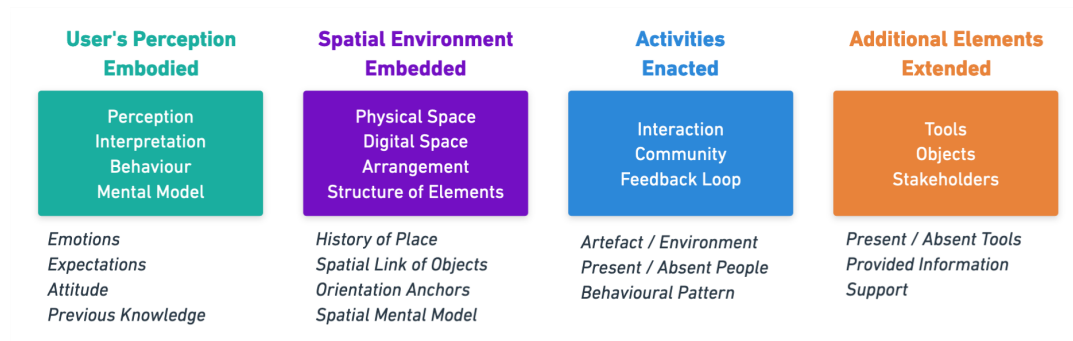 User's Perception
Embodied
Perception
Interpretation
Behaviour
Mental Model
Emotions
Expectations
Attitude
Previous Knowledge
Spatial Environment
Embedded
Physical Space
Digital Space
Arrangement
Structure of Elements
History of Place
Spatial Link of Objects
Orientation Anchors
Spatial Mental Model
Activities
Enacted
Interaction
Community
Feedback Loop
Artefact / Environment
Present / Absent People
Behavioural Pattern
Additional Elements
Extended
Tools
Objects
Stakeholders
Present / Absent Tools
Provided Information
Support